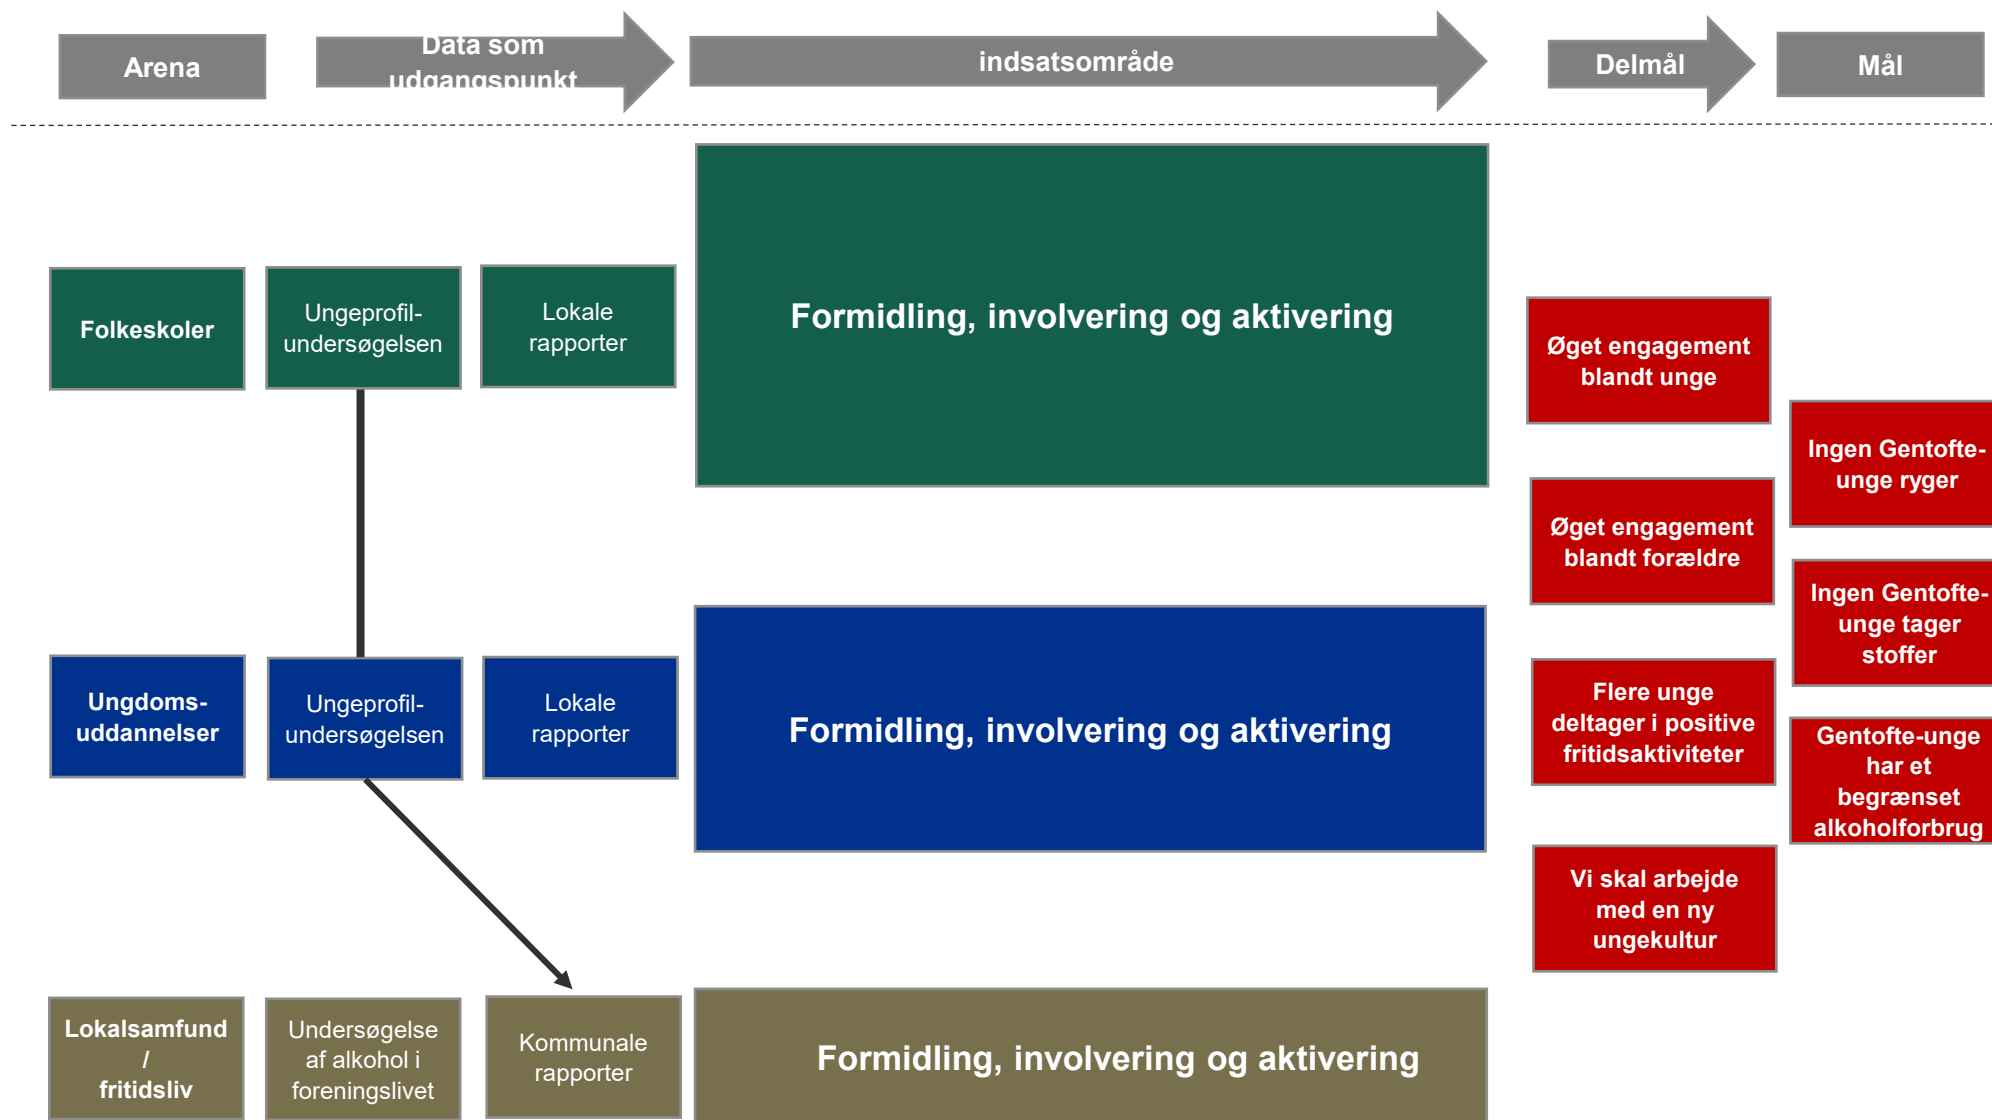 Arena
Data som
udgangspunkt
indsatsområde
Delmål
Mål
Folkeskoler
Ungeprofil-
undersøgelsen
Lokale
rapporter
Formidling, involvering og aktivering
Ungdoms-
uddannelser
Ungeprofil-
undersøgelsen
Lokale
rapporter
Formidling, involvering og aktivering
Lokalsamfund
/
fritidsliv
Undersøgelse
af alkohol i
foreningslivet
Kommunale
rapporter
Formidling, involvering og aktivering
Øget engagement
blandt unge
Øget engagement
blandt forældre
Flere unge
deltager i positive
fritidsaktiviteter
Vi skal arbejde
med en ny
ungekultur
Ingen Gentofte-
unge ryger
Ingen Gentofte-
unge tager
stoffer
Gentofte-unge
har et
begrænset
alkoholforbrug